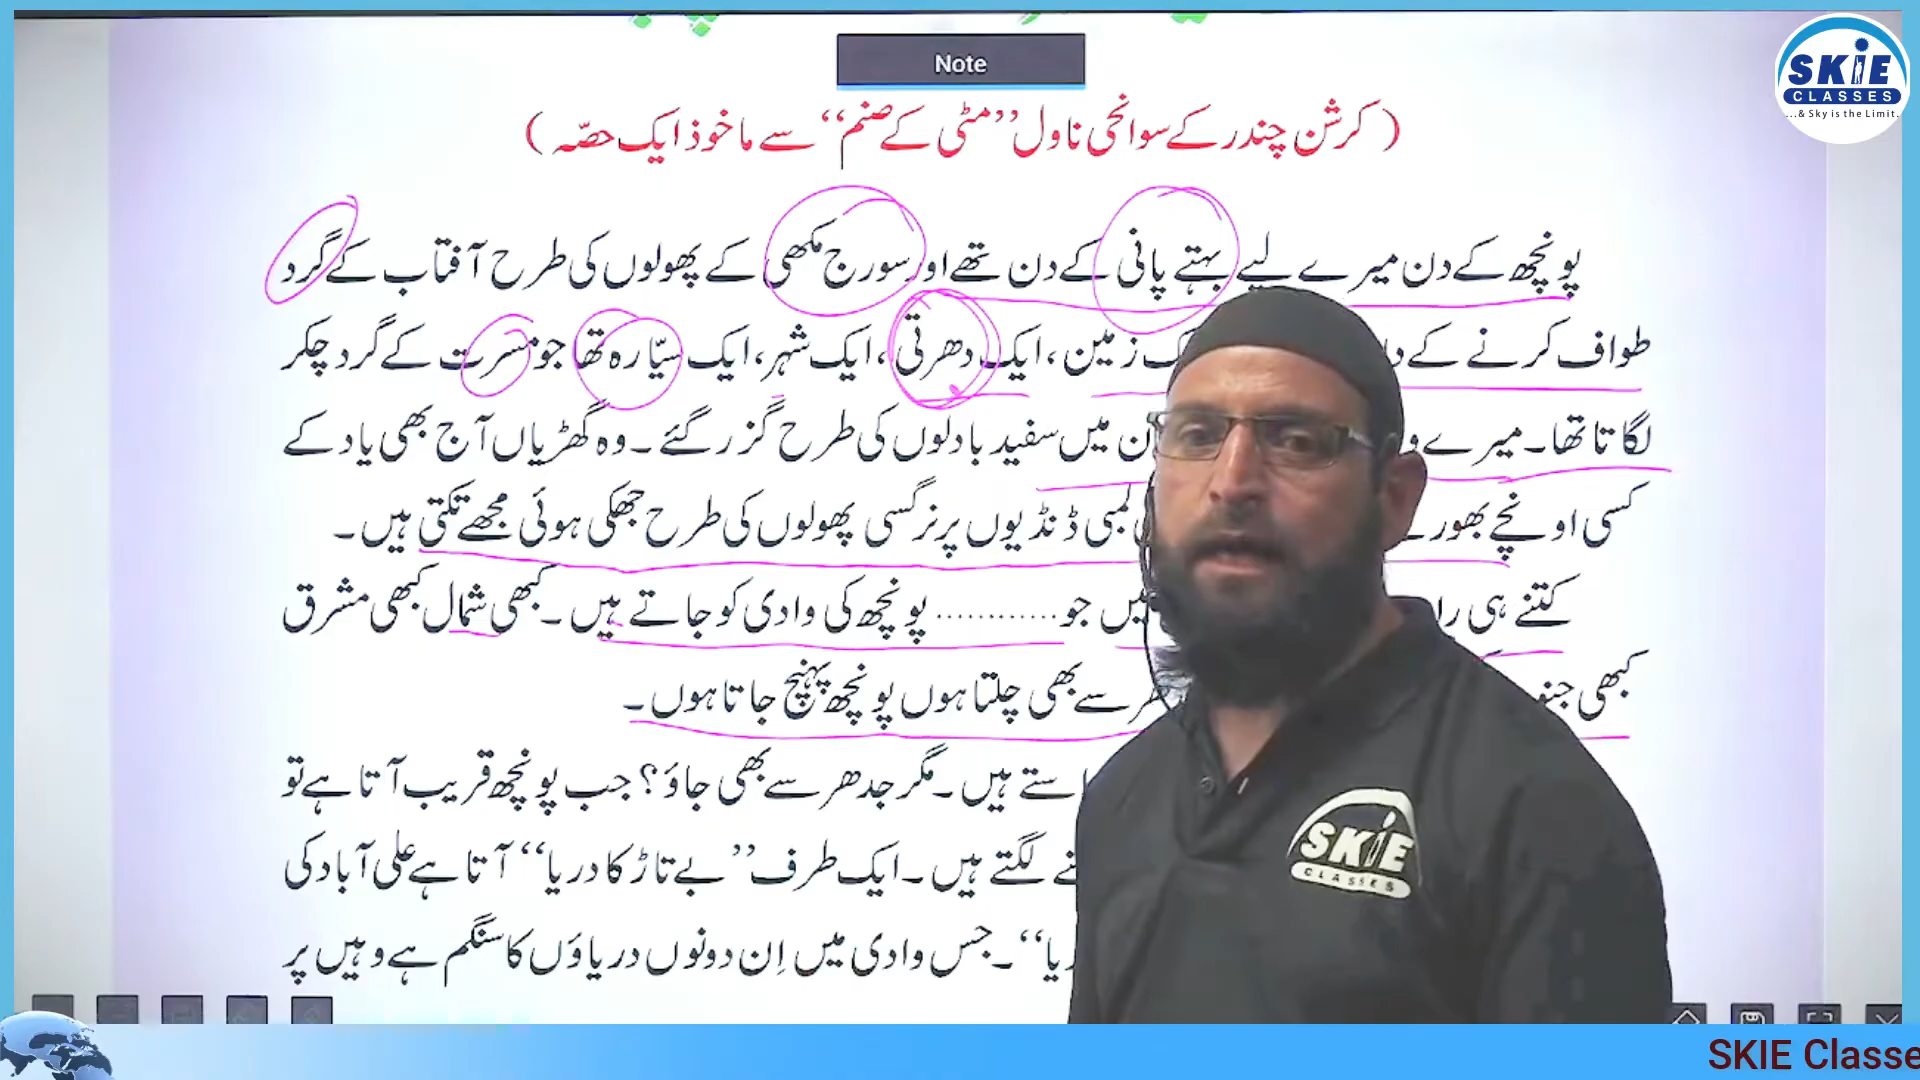 Note
SKIE
CLASSES
...& Sky is the Limit.
(کرشن چندر کے سوانحی ناول ’’مٹی کے صنم‘‘ سے ماخوذ ایک حصّہ)
پونچھ کے دن میرے لیے بہتے پانی کے دن تھے اور سورج مکھی کے پھولوں کی طرح آفتاب کے گرد
طواف کرنے کے زمین، ایک دھرتی، ایک شہر، ایک سیّارہ تھا جو مسرت کے گرد چکر
لگاتا تھا۔ میرے میں سفید بادلوں کی طرح گزر گئے۔ وہ گھڑیاں آج بھی یاد کے
کسی اونچے لمبی ڈنڈیوں پر نرگسی پھولوں کی طرح جھکی ہوئی مجھے تکتی ہیں۔
کتنے ہی جو ............ پونچھ کی وادی کو جاتے ہیں۔ کبھی شمال کبھی مشرق
کبھی سے بھی چلتا ہوں پونچھ پہنچ جاتا ہوں۔
ہیں۔ مگر جدھر سے بھی جاؤ؟ جب پونچھ قریب آتا ہے تو
لگتے ہیں۔ ایک طرف ’’بے تاڑ کا دریا‘‘ آتا ہے علی آباد کی
‘‘۔ جس وادی میں اِن دونوں دریاؤں کا سنگم ہے وہیں پر
SKIE
CLASSES
SKIE Classe